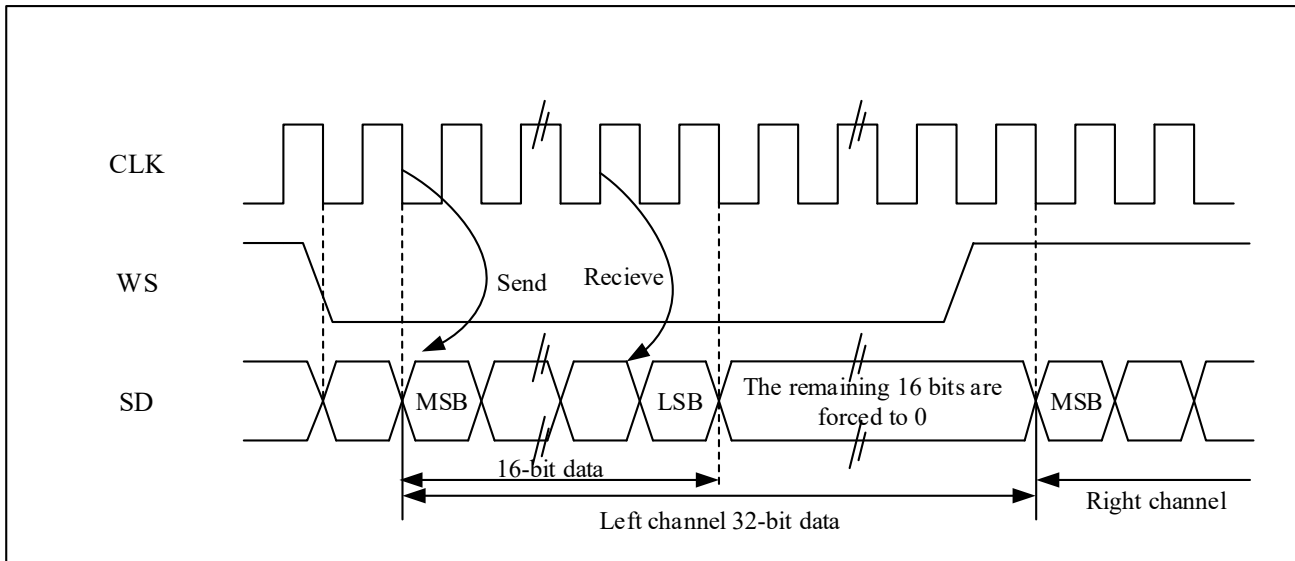 CLK
WS
Send
Recieve
SD
MSB
LSB
The remaining 16 bits are
forced to 0
MSB
16-bit data
Left channel 32-bit data
Right channel